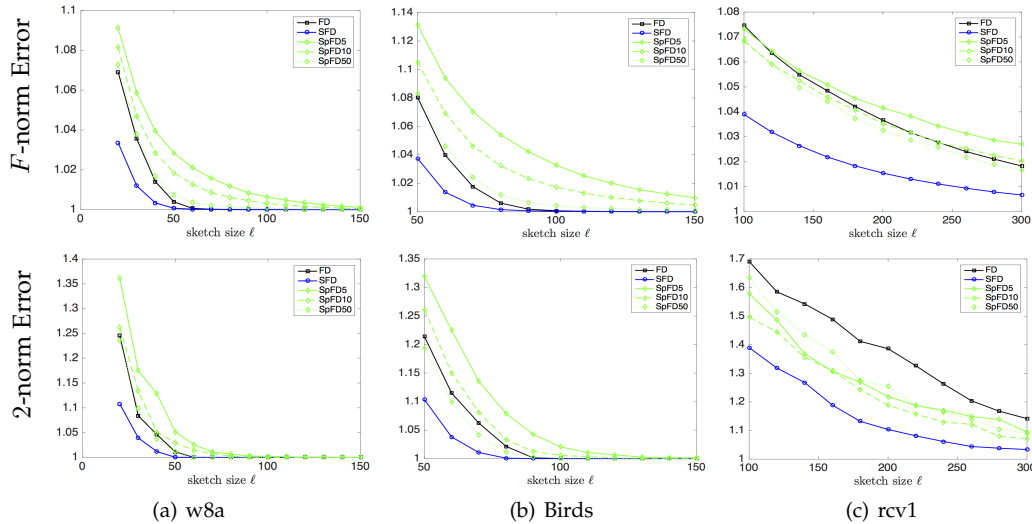 F-norm Error
1.1
1.08
1.06
1.04
1.02
1
0
50
100
150
sketch size ℓ
FD
SFD
SpFD5
SpFD10
SpFD50
1.14
1.12
1.1
1.08
1.06
1.04
1.02
1
50
100
150
sketch size ℓ
FD
SFD
SpFD5
SpFD10
SpFD50
1.08
1.07
1.06
1.05
1.04
1.03
1.02
1.01
1
100
150
200
250
300
sketch size ℓ
FD
SFD
SpFD5
SpFD10
SpFD50
2-norm Error
1.4
1.35
1.3
1.25
1.2
1.15
1.1
1.05
1
0
50
100
150
sketch size ℓ
FD
SFD
SpFD5
SpFD10
SpFD50
1.35
1.3
1.25
1.2
1.15
1.1
1.05
1
50
100
150
sketch size ℓ
FD
SFD
SpFD5
SpFD10
SpFD50
1.7
1.6
1.5
1.4
1.3
1.2
1.1
1
100
150
200
250
300
sketch size ℓ
FD
SFD
SpFD5
SpFD10
SpFD50
(a) w8a
(b) Birds
(c) rcv1